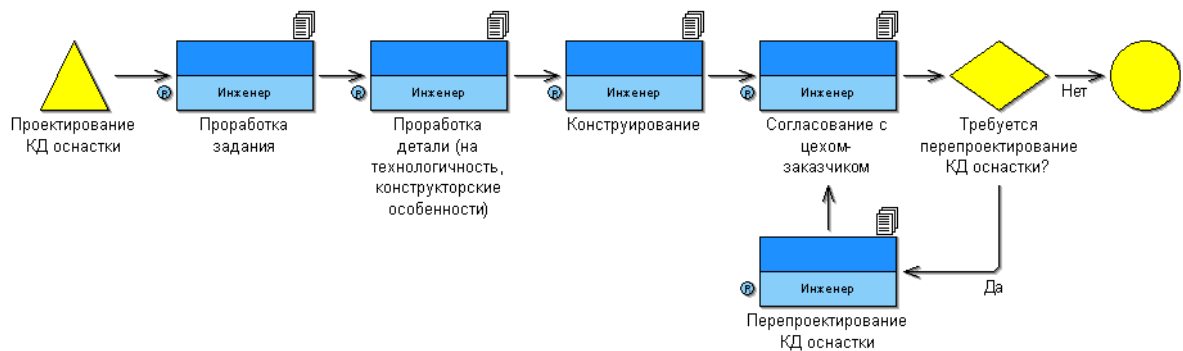 Инженер
Инженер
Инженер
Инженер
Нет
Проектирование
КД оснастки
Проработка
задания
Проработка
детали (на
технологичность,
конструкторские
особенности)
Конструирование
Согласование с
цехом-
заказчиком
Требуется
перепроектирование
КД оснастки?
Инженер
Да
Перепроектирование
КД оснастки